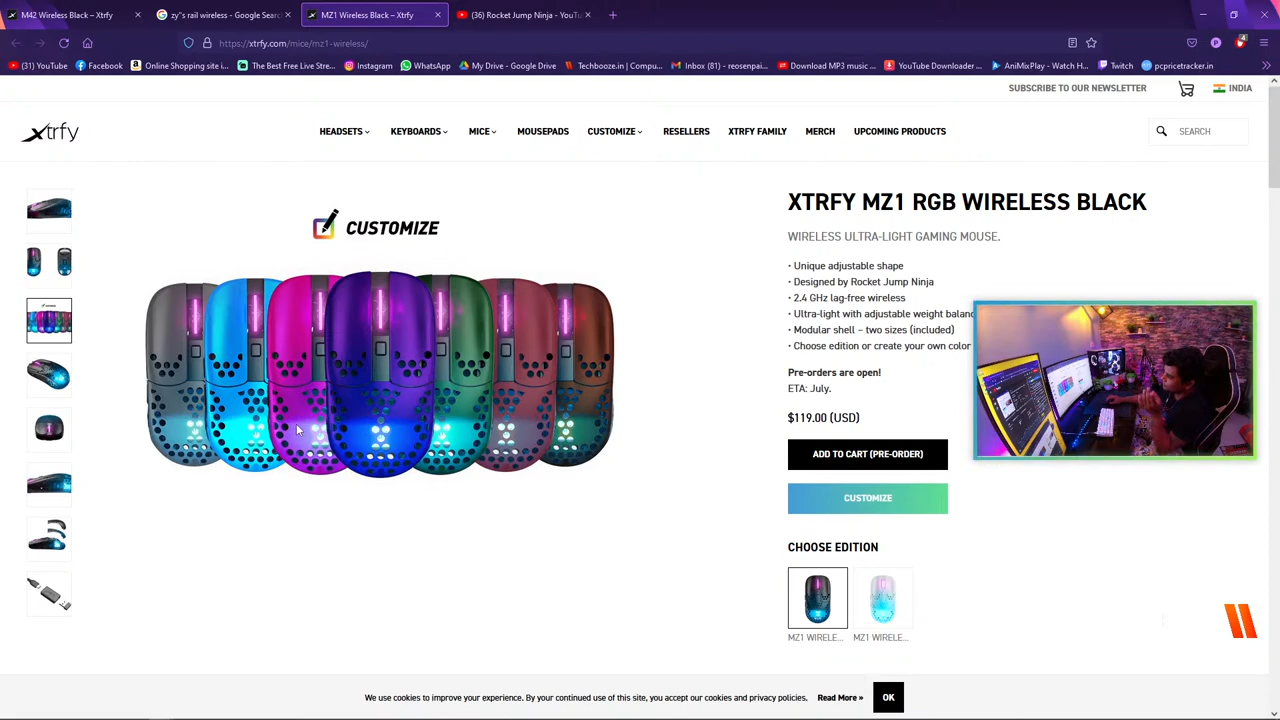 M42 Wireless Black – Xtrfy
zy"s rail wireless - Google Sear
MZ1 Wireless Black – Xtrfy
(36) Rocket Jump Ninja - YouTu
https://xtrfy.com/mice/mz1-wireless/
(31) YouTube
Facebook
Online Shopping site i...
The Best Free Live Stre...
Instagram
WhatsApp
My Drive - Google Drive
Techbooze.in | Compu...
Inbox (81) - reosenpai...
Download MP3 music ...
YouTube Downloader ...
AniMixPlay - Watch H...
Twitch
pcpricetracker.in
SUBSCRIBE TO OUR NEWSLETTER
INDIA
xtrfy
HEADSETS
KEYBOARDS
MICE
MOUSEPADS
CUSTOMIZE
RESELLERS
XTRFY FAMILY
MERCH
UPCOMING PRODUCTS
SEARCH
CUSTOMIZE
XTRFY MZ1 RGB WIRELESS BLACK
WIRELESS ULTRA-LIGHT GAMING MOUSE.
• Unique adjustable shape
• Designed by Rocket Jump Ninja
• 2.4 GHz lag-free wireless
• Ultra-light with adjustable weight balanc
• Modular shell – two sizes (included)
• Choose edition or create your own color
Pre-orders are open!
ETA: July.
$119.00 (USD)
ADD TO CART (PRE-ORDER)
CUSTOMIZE
CHOOSE EDITION
MZ1 WIRELE...
MZ1 WIRELE...
We use cookies to improve your experience. By your continued use of this site, you accept our cookies and privacy policies.
Read More »
OK